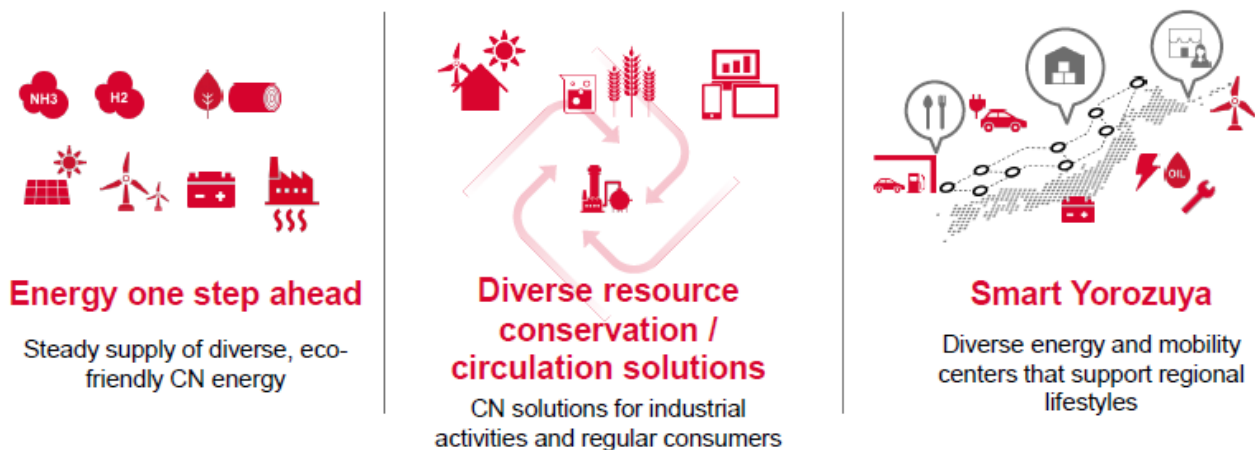 NH3
H2
Energy one step ahead
Steady supply of diverse, eco-
friendly CN energy
Diverse resource
conservation /
circulation solutions
CN solutions for industrial
activities and regular consumers
OIL
Smart Yorozuya
Diverse energy and mobility
centers that support regional
lifestyles